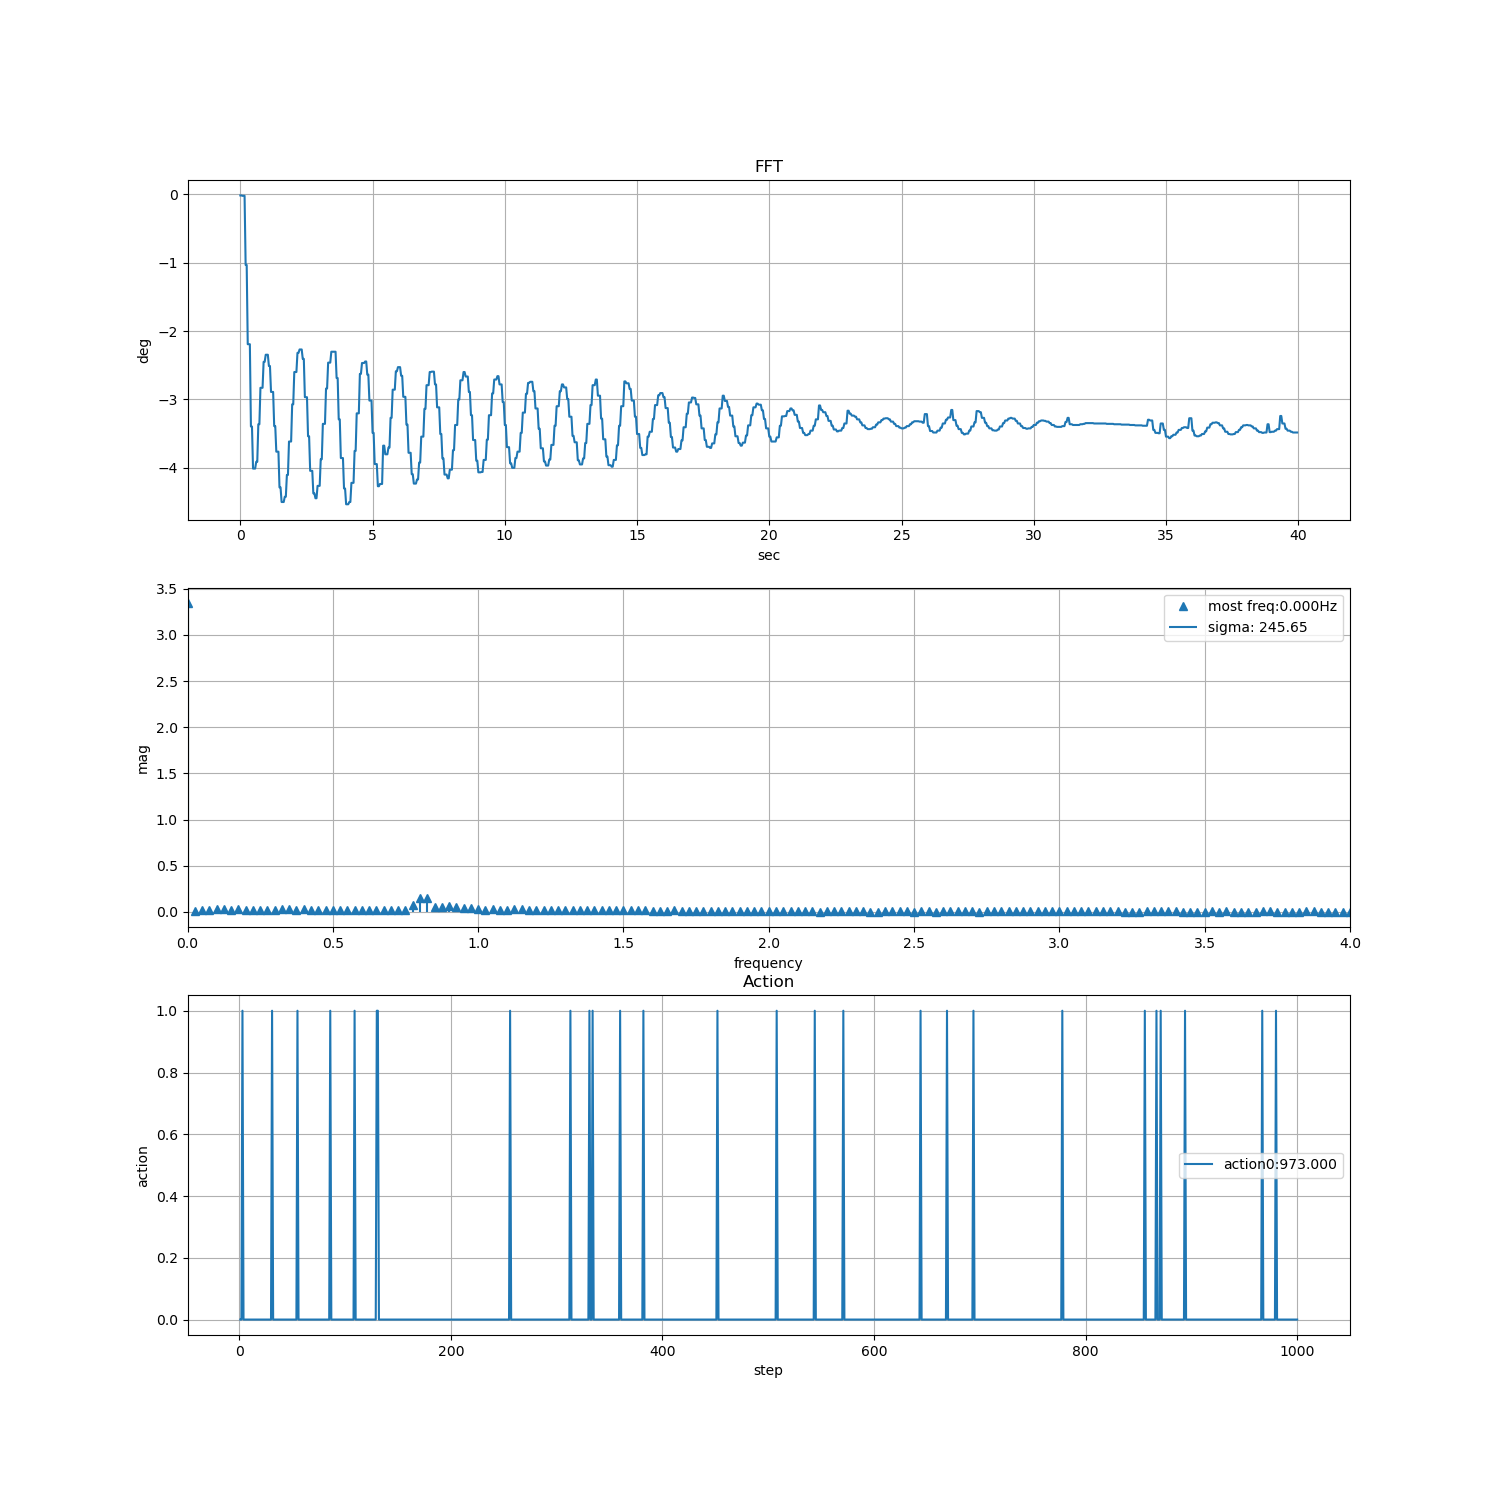 FFT
0
−1
−2
−3
−4
deg
0 5 10 15 20 25 30 35 40
sec
3.5
3.0
2.5
2.0
1.5
1.0
0.5
0.0
mag
most freq:0.000Hz
sigma: 245.65
0.0 0.5 1.0 1.5 2.0 2.5 3.0 3.5 4.0
frequency
Action
1.0
0.8
0.6
0.4
0.2
0.0
action
action0:973.000
0 200 400 600 800 1000
step